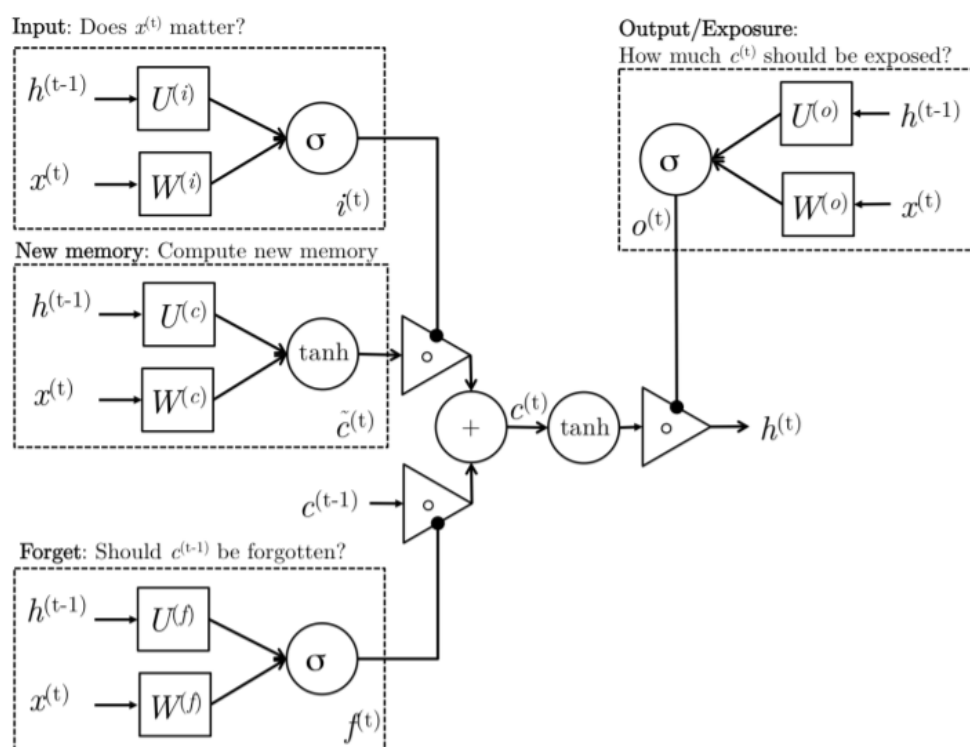 Input: Does x^(t) matter?
h^(t-1)
U^(i)
σ
x^(t)
W^(i)
i^(t)
New memory: Compute new memory
h^(t-1)
U^(c)
tanh
x^(t)
W^(c)
c̃^(t)
∘
+
c^(t-1)
∘
Forget: Should c^(t-1) be forgotten?
h^(t-1)
U^(f)
σ
x^(t)
W^(f)
f^(t)
c^(t)
tanh
∘
h^(t)
Output/Exposure:
How much c^(t) should be exposed?
U^(o)
h^(t-1)
σ
W^(o)
x^(t)
o^(t)